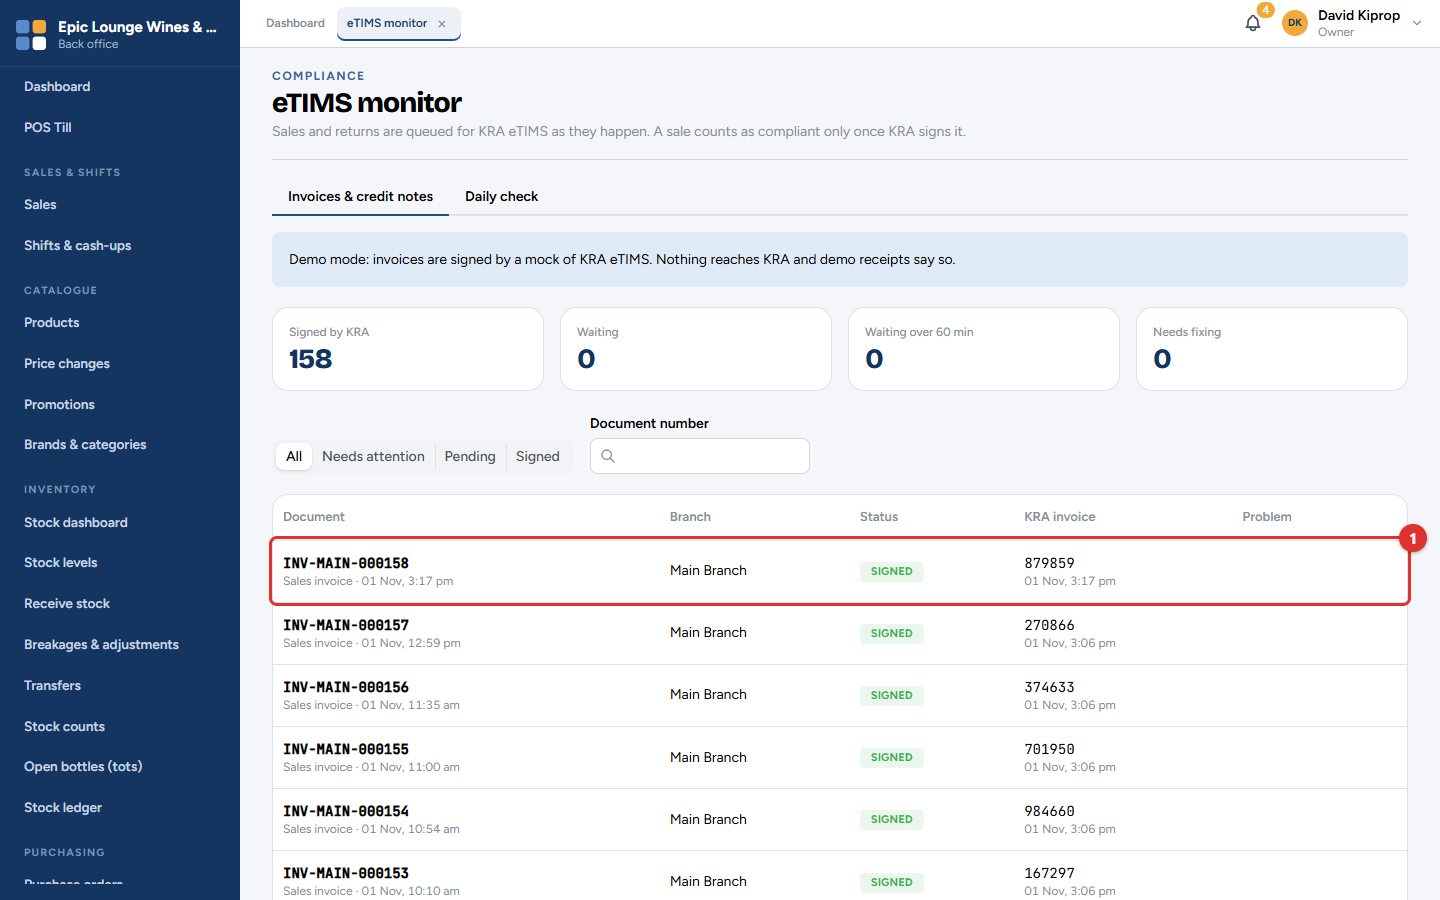 Epic Lounge Wines & ...
Back office
Dashboard
POS Till
SALES & SHIFTS
Sales
Shifts & cash-ups
CATALOGUE
Products
Price changes
Promotions
Brands & categories
INVENTORY
Stock dashboard
Stock levels
Receive stock
Breakages & adjustments
Transfers
Stock counts
Open bottles (tots)
Stock ledger
PURCHASING
Purchase orders
Dashboard
eTIMS monitor ×
4
DK
David Kiprop
Owner
COMPLIANCE
eTIMS monitor
Sales and returns are queued for KRA eTIMS as they happen. A sale counts as compliant only once KRA signs it.
Invoices & credit notes
Daily check
Demo mode: invoices are signed by a mock of KRA eTIMS. Nothing reaches KRA and demo receipts say so.
Signed by KRA
158
Waiting
0
Waiting over 60 min
0
Needs fixing
0
Document number
All Needs attention Pending Signed
Document Branch Status KRA invoice Problem
1
INV-MAIN-000158 Main Branch SIGNED 879859
Sales invoice · 01 Nov, 3:17 pm 01 Nov, 3:17 pm
INV-MAIN-000157 Main Branch SIGNED 270866
Sales invoice · 01 Nov, 12:59 pm 01 Nov, 3:06 pm
INV-MAIN-000156 Main Branch SIGNED 374633
Sales invoice · 01 Nov, 11:35 am 01 Nov, 3:06 pm
INV-MAIN-000155 Main Branch SIGNED 701950
Sales invoice · 01 Nov, 11:00 am 01 Nov, 3:06 pm
INV-MAIN-000154 Main Branch SIGNED 984660
Sales invoice · 01 Nov, 10:54 am 01 Nov, 3:06 pm
INV-MAIN-000153 Main Branch SIGNED 167297
Sales invoice · 01 Nov, 10:10 am 01 Nov, 3:06 pm